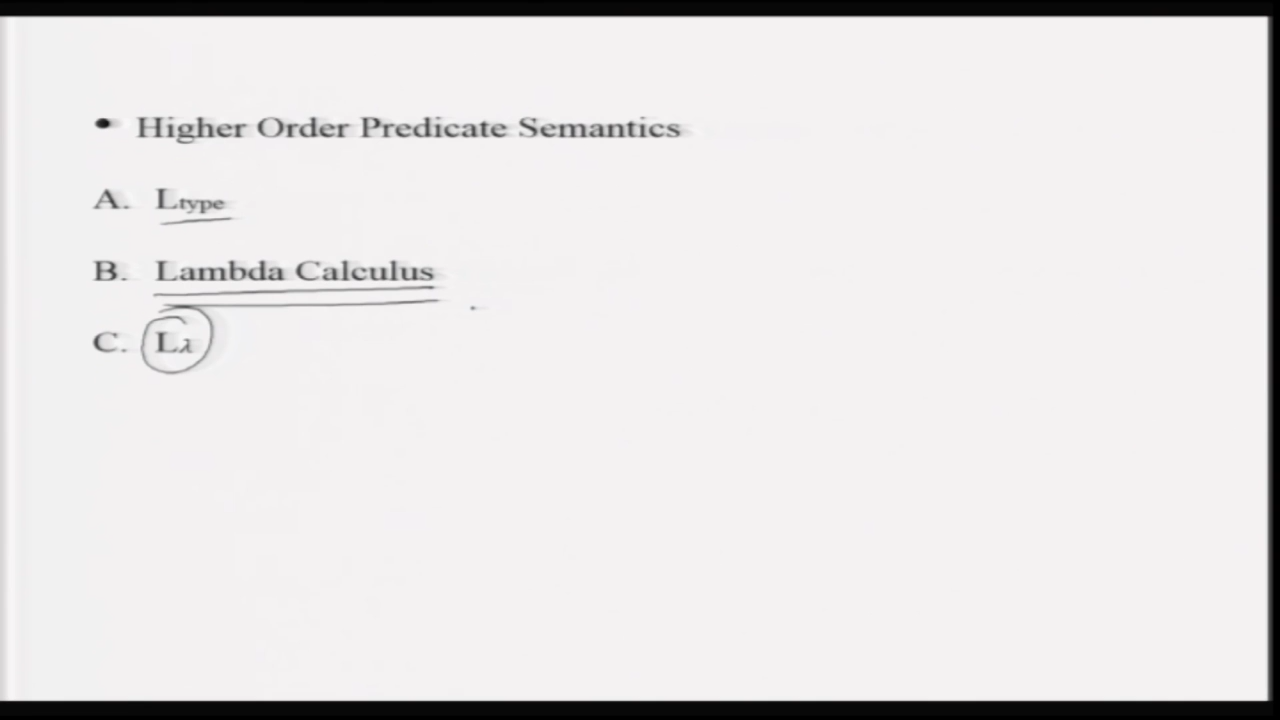 • Higher Order Predicate Semantics
A. Ltype
B. Lambda Calculus
C. Lλ